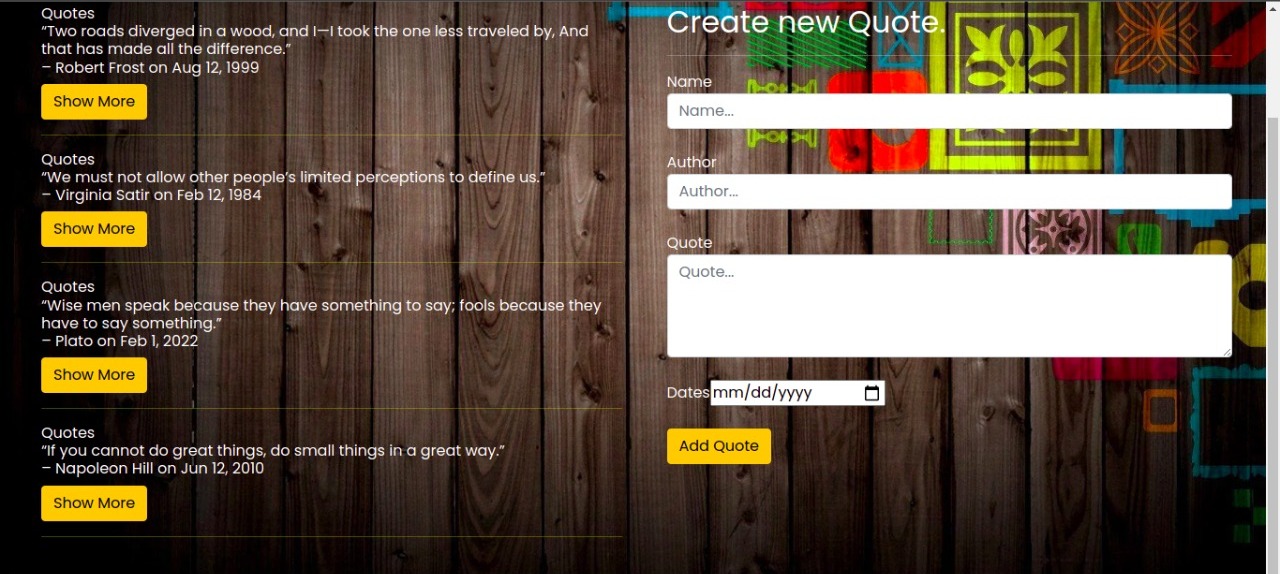 Quotes
“Two roads diverged in a wood, and I—I took the one less traveled by, And
that has made all the difference.”
– Robert Frost on Aug 12, 1999
Show More
Quotes
“We must not allow other people’s limited perceptions to define us.”
– Virginia Satir on Feb 12, 1984
Show More
Quotes
“Wise men speak because they have something to say; fools because they
have to say something.”
– Plato on Feb 1, 2022
Show More
Quotes
“If you cannot do great things, do small things in a great way.”
– Napoleon Hill on Jun 12, 2010
Show More
Create new Quote.
Name
Name...
Author
Author...
Quote
Quote...
Dates mm/dd/yyyy
Add Quote